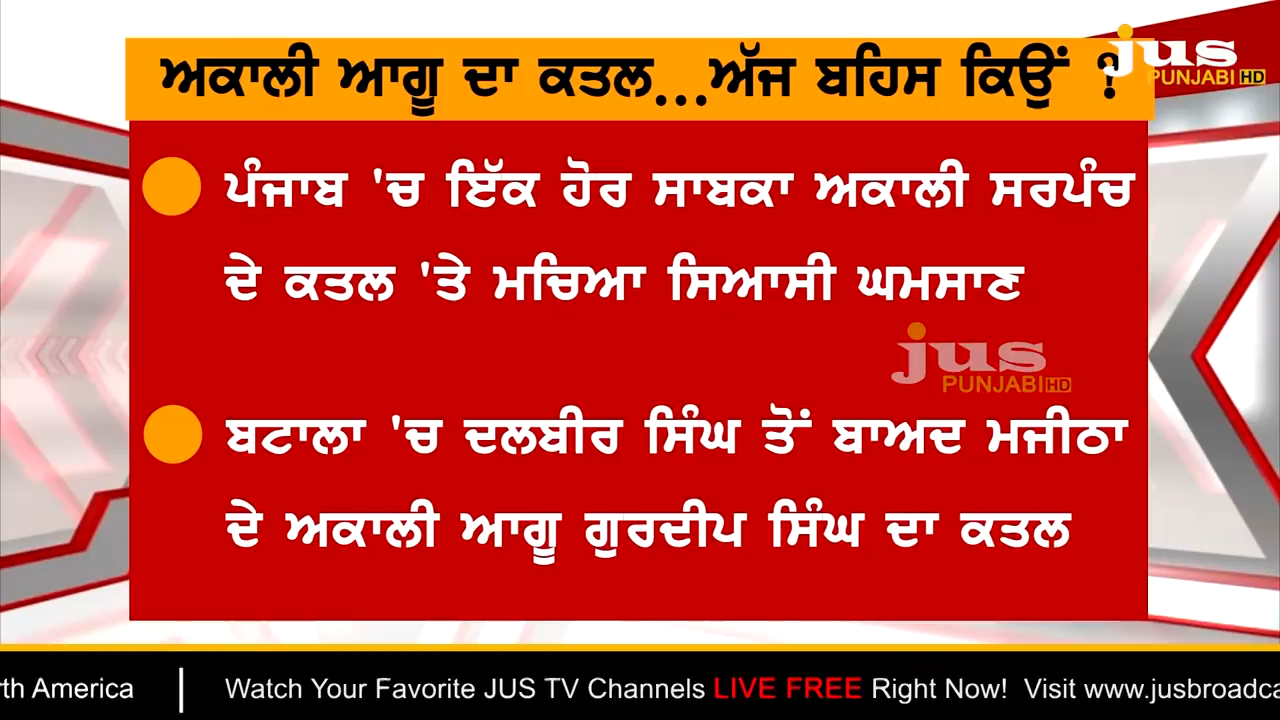 ਅਕਾਲੀ ਆਗੂ ਦਾ ਕਤਲ...ਅੱਜ ਬਹਿਸ ਕਿਉਂ ?
jus
PUNJABI HD
ਪੰਜਾਬ 'ਚ ਇੱਕ ਹੋਰ ਸਾਬਕਾ ਅਕਾਲੀ ਸਰਪੰਚ
ਦੇ ਕਤਲ 'ਤੇ ਮਚਿਆ ਸਿਆਸੀ ਘਮਸਾਣ
jus
PUNJABI HD
ਬਟਾਲਾ 'ਚ ਦਲਬੀਰ ਸਿੰਘ ਤੋਂ ਬਾਅਦ ਮਜੀਠਾ
ਦੇ ਅਕਾਲੀ ਆਗੂ ਗੁਰਦੀਪ ਸਿੰਘ ਦਾ ਕਤਲ
rth America | Watch Your Favorite JUS TV Channels LIVE FREE Right Now! Visit www.jusbroadca